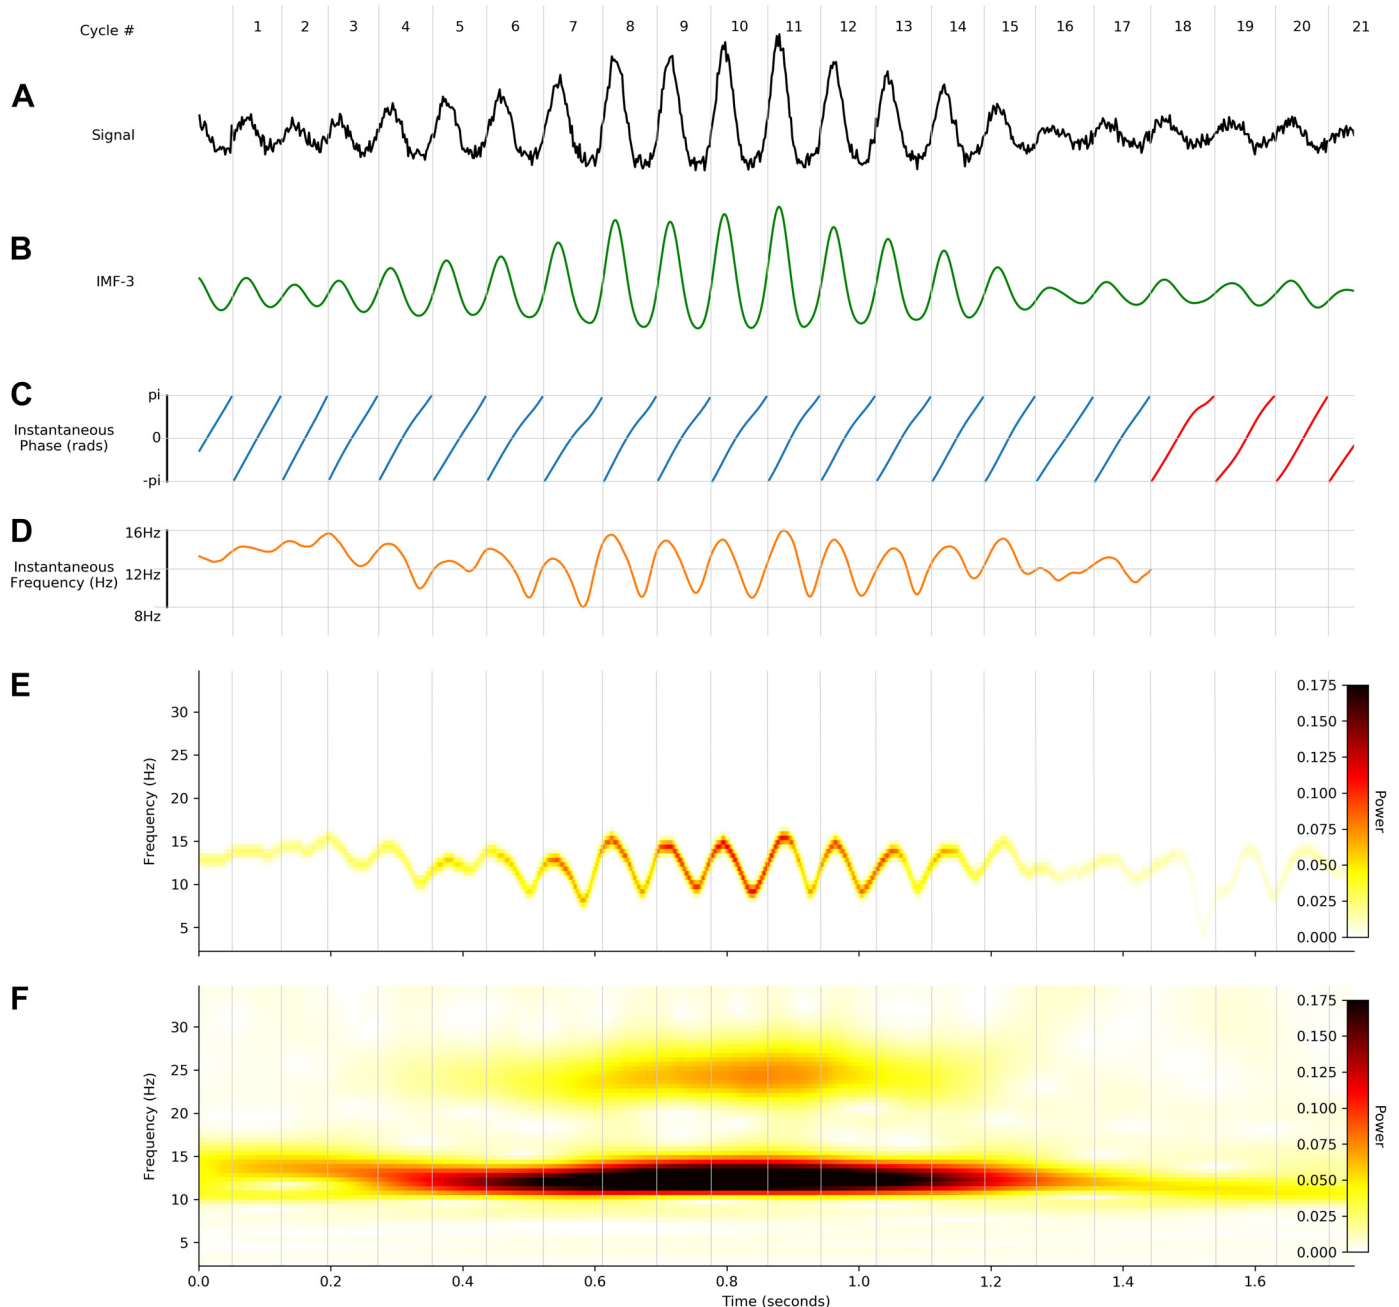 Cycle # 1 2 3 4 5 6 7 8 9 10 11 12 13 14 15 16 17 18 19 20 21
A
Signal
B
IMF-3
C
pi
Instantaneous
Phase (rads)
0
-pi
D
16Hz
Instantaneous
Frequency (Hz)
12Hz
8Hz
E
Frequency (Hz)
30
25
20
15
10
5
0.175
0.150
0.125
0.100
0.075
0.050
0.025
0.000
Power
F
Frequency (Hz)
30
25
20
15
10
5
0.175
0.150
0.125
0.100
0.075
0.050
0.025
0.000
Power
0.0 0.2 0.4 0.6 0.8 1.0 1.2 1.4 1.6
Time (seconds)